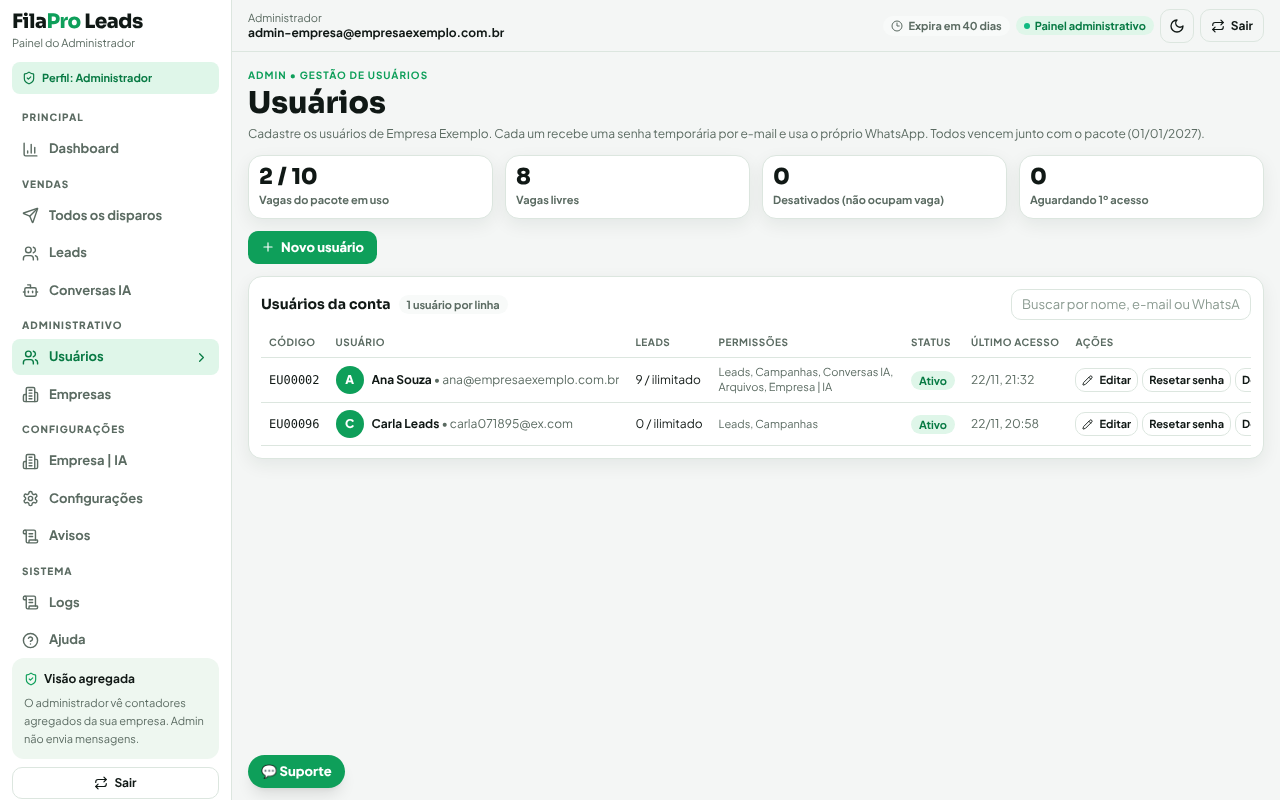 FilaPro Leads
Painel do Administrador
Perfil: Administrador
PRINCIPAL
Dashboard
VENDAS
Todos os disparos
Leads
Conversas IA
ADMINISTRATIVO
Usuários
Empresas
CONFIGURAÇÕES
Empresa | IA
Configurações
Avisos
SISTEMA
Logs
Ajuda
Visão agregada
O administrador vê contadores
agregados da sua empresa. Admin
não envia mensagens.
Sair
Administrador
admin-empresa@empresaexemplo.com.br
Expira em 40 dias
Painel administrativo
Sair
ADMIN • GESTÃO DE USUÁRIOS
Usuários
Cadastre os usuários de Empresa Exemplo. Cada um recebe uma senha temporária por e-mail e usa o próprio WhatsApp. Todos vencem junto com o pacote (01/01/2027).
2 / 10
Vagas do pacote em uso
8
Vagas livres
0
Desativados (não ocupam vaga)
0
Aguardando 1º acesso
+ Novo usuário
Usuários da conta 1 usuário por linha
Buscar por nome, e-mail ou WhatsA
CÓDIGO USUÁRIO LEADS PERMISSÕES STATUS ÚLTIMO ACESSO AÇÕES
EU00002 A Ana Souza • ana@empresaexemplo.com.br 9 / ilimitado Leads, Campanhas, Conversas IA,
Arquivos, Empresa | IA Ativo 22/11, 21:32 Editar Resetar senha D
EU00096 C Carla Leads • carla071895@ex.com 0 / ilimitado Leads, Campanhas Ativo 22/11, 20:58 Editar Resetar senha D
💬 Suporte